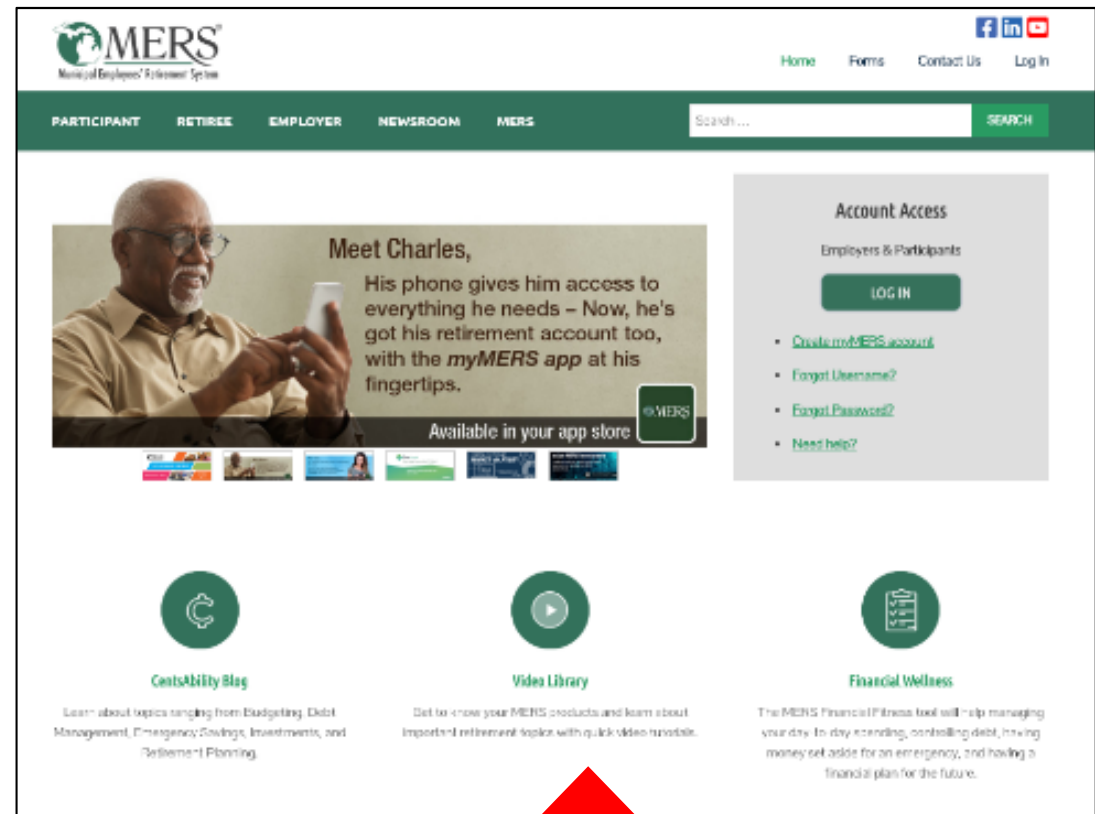 MERS
Municipal Employees' Retirement System
Home Forms Contact Us Log In
PARTICIPANT RETIREE EMPLOYER NEWSROOM MERS
Search ... SEARCH
Meet Charles,
His phone gives him access to
everything he needs – Now, he's
got his retirement account too,
with the myMERS app at his
fingertips.
MERS
Available in your app store
Account Access
Employers & Participants
LOG IN
Create myMERS account
Forgot Username?
Forgot Password?
Need help?
CentsAbility Blog
Learn about topics ranging from Budgeting, Debt
Management, Emergency Savings, Investments, and
Retirement Planning.
Video Library
Get to know your MERS products and learn about
important retirement topics with quick video tutorials.
Financial Wellness
The MERS Financial Fitness tool will help managing
your day-to-day spending, controlling debt, having
money set aside for an emergency, and having a
financial plan for the future.